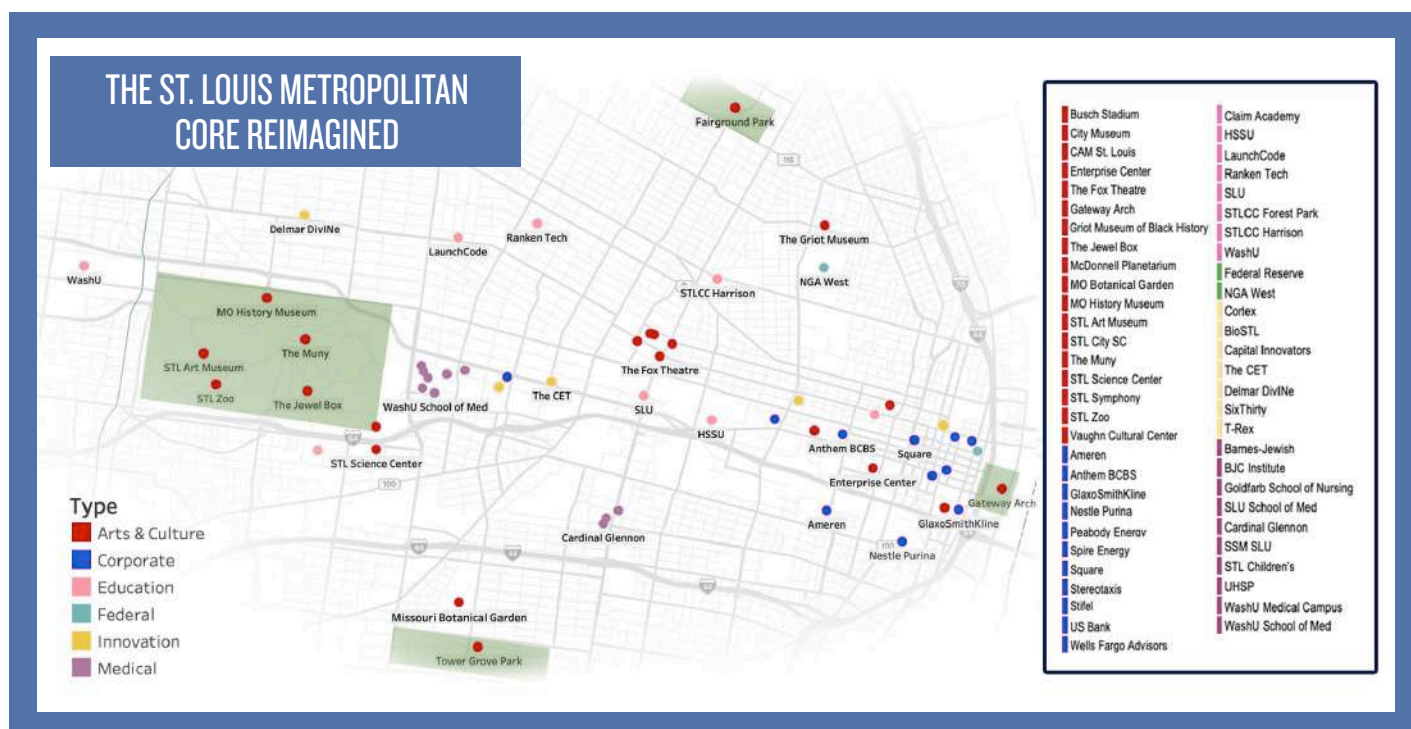 THE ST. LOUIS METROPOLITAN
CORE REIMAGINED
Fairground Park
115
Delmar DivINe
LaunchCode
Ranken Tech
The Griot Museum
WashU
STLCC Harrison
NGA West
70
MO History Museum
44
The Muny
STL Art Museum
The Fox Theatre
STL Zoo
The Jewel Box
WashU School of Med
The CET
SLU
HSSU
64
Anthem BCBS
Square
STL Science Center
100
Enterprise Center
Gateway Arch
Ameren
GlaxoSmithKline
Cardinal Glennon
100
Nestle Purina
44
44
44
Missouri Botanical Garden
Tower Grove Park
Type
Arts & Culture
Corporate
Education
Federal
Innovation
Medical
Busch Stadium
City Museum
CAM St. Louis
Enterprise Center
The Fox Theatre
Gateway Arch
Griot Museum of Black History
The Jewel Box
McDonnell Planetarium
MO Botanical Garden
MO History Museum
STL Art Museum
STL City SC
The Muny
STL Science Center
STL Symphony
STL Zoo
Vaughn Cultural Center
Ameren
Anthem BCBS
GlaxoSmithKline
Nestle Purina
Peabody Energy
Spire Energy
Square
Stereotaxis
Stifel
US Bank
Wells Fargo Advisors
Claim Academy
HSSU
LaunchCode
Ranken Tech
SLU
STLCC Forest Park
STLCC Harrison
WashU
Federal Reserve
NGA West
Cortex
BioSTL
Capital Innovators
The CET
Delmar DivINe
SixThirty
T-Rex
Barnes-Jewish
BJC Institute
Goldfarb School of Nursing
SLU School of Med
Cardinal Glennon
SSM SLU
STL Children's
UHSP
WashU Medical Campus
WashU School of Med